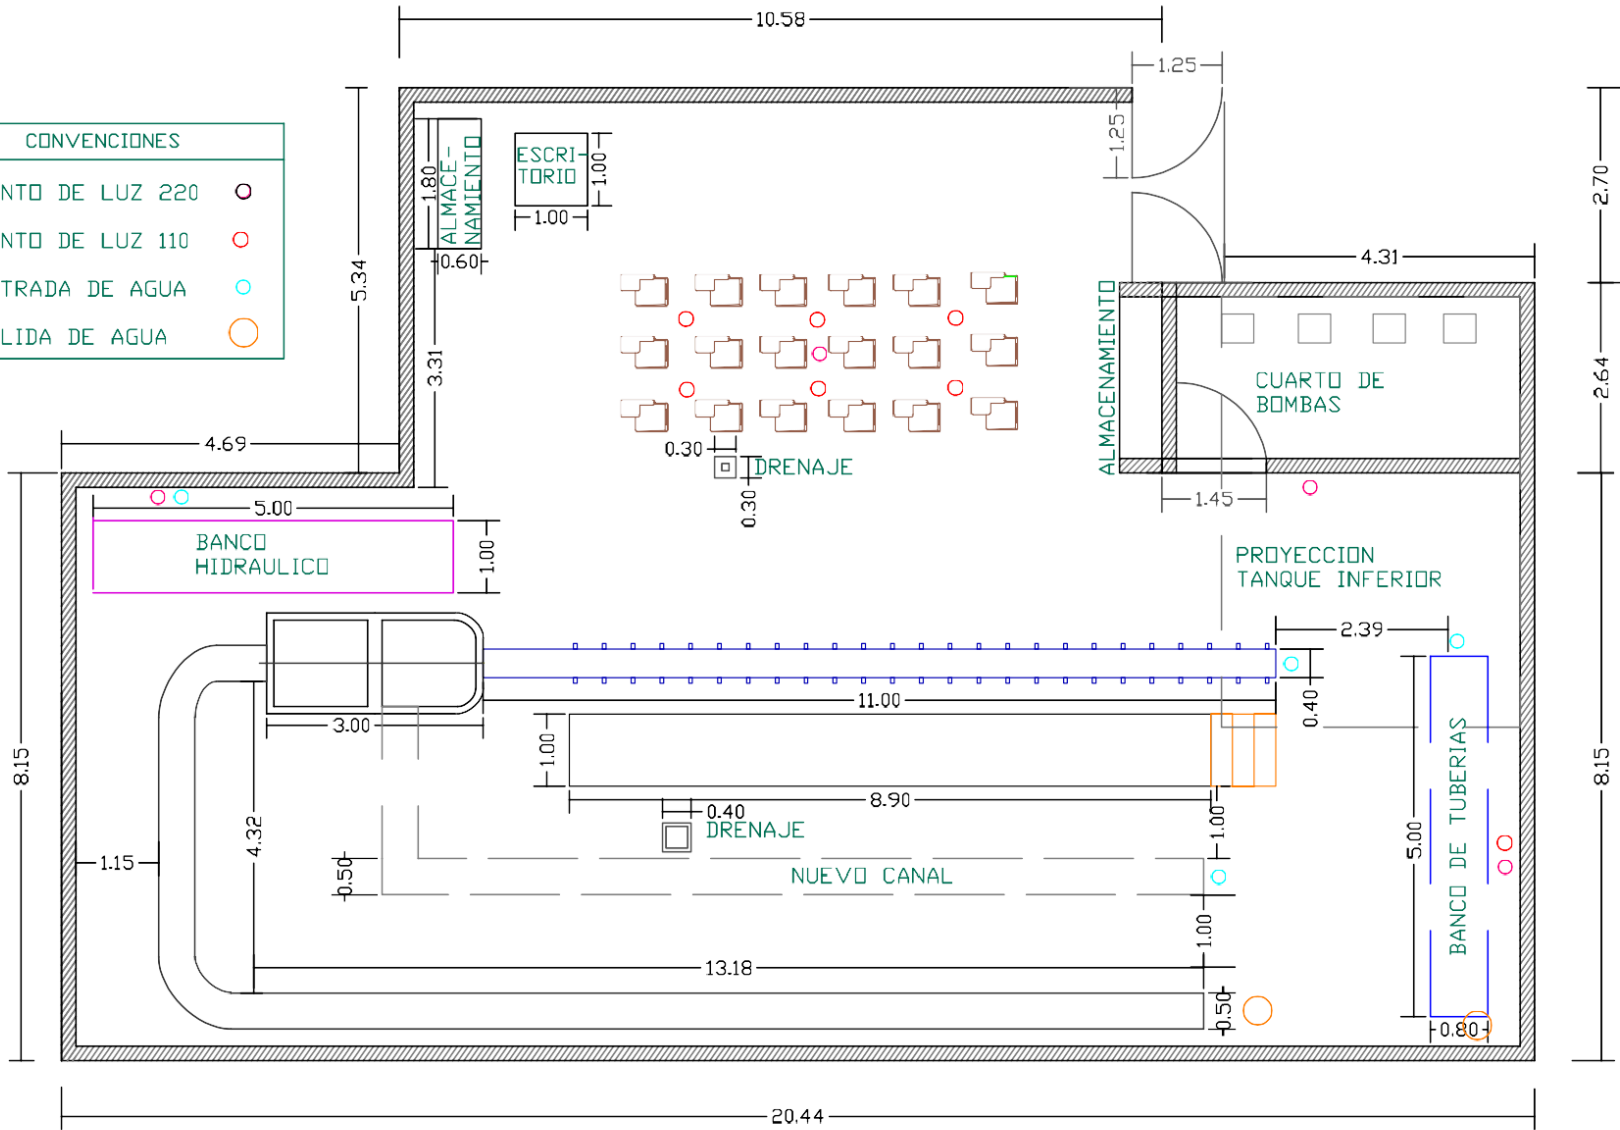 10.58
1.25
CONVENCIONES
NTO DE LUZ 220
NTO DE LUZ 110
TRADA DE AGUA
LIDA DE AGUA
5.34
1.80
ALMACE-
NAMIENTO
0.60
ESCRI-
TORIO
1.00
1.00
1.25
2.70
4.31
3.31
ALMACENAMIENTO
CUARTO DE
BOMBAS
2.64
4.69
0.30
DRENAJE
0.30
1.45
5.00
BANCO
HIDRAULICO
1.00
PROYECCION
TANQUE INFERIOR
2.39
0.40
11.00
3.00
1.00
8.90
8.15
8.15
4.32
0.40
DRENAJE
1.00
5.00
BANCO DE TUBERIAS
1.15
0.50
NUEVO CANAL
1.00
13.18
0.50
0.80
20.44